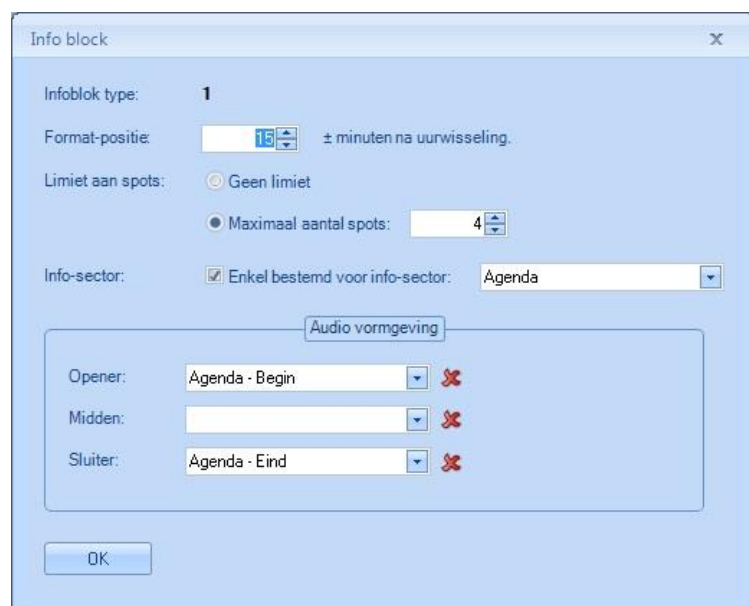 Info block
Infoblok type: 1
Format-positie: 15 ± minuten na uurwisseling.
Limiet aan spots: Geen limiet
Maximaal aantal spots: 4
Info-sector: Enkel bestemd voor info-sector: Agenda
Audio vormgeving
Opener: Agenda - Begin
Midden:
Sluiter: Agenda - Eind
OK